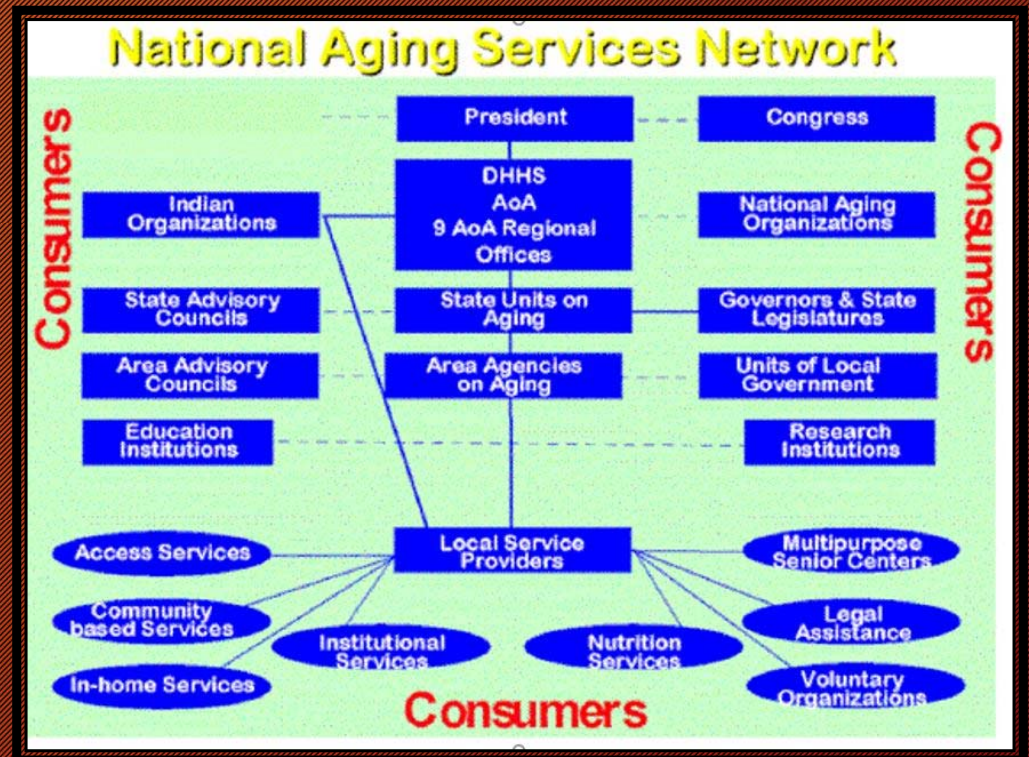 National Aging Services Network
Consumers
President
Congress
Consumers
DHHS
AoA
9 AoA Regional
Offices
Indian
Organizations
National Aging
Organizations
State Advisory
Councils
State Units on
Aging
Governors & State
Legislatures
Area Advisory
Councils
Area Agencies
on Aging
Units of Local
Government
Education
Institutions
Research
Institutions
Local Service
Providers
Access Services
Multipurpose
Senior Centers
Community
based Services
Legal
Assistance
Institutional
Services
Nutrition
Services
In-home Services
Voluntary
Organizations
Consumers